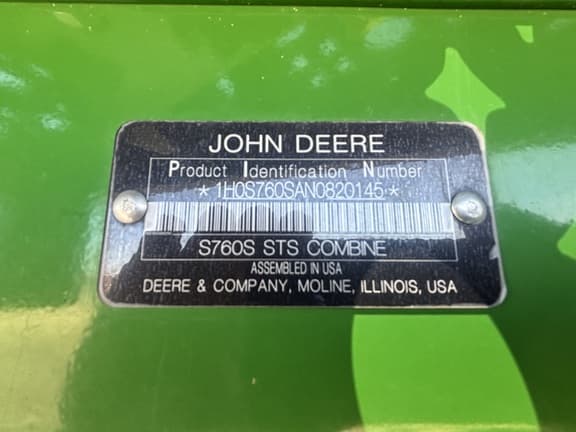 JOHN DEERE
Product Identification Number
*1H0S760SAN0820145*
S760S STS COMBINE
ASSEMBLED IN USA
DEERE & COMPANY, MOLINE, ILLINOIS, USA